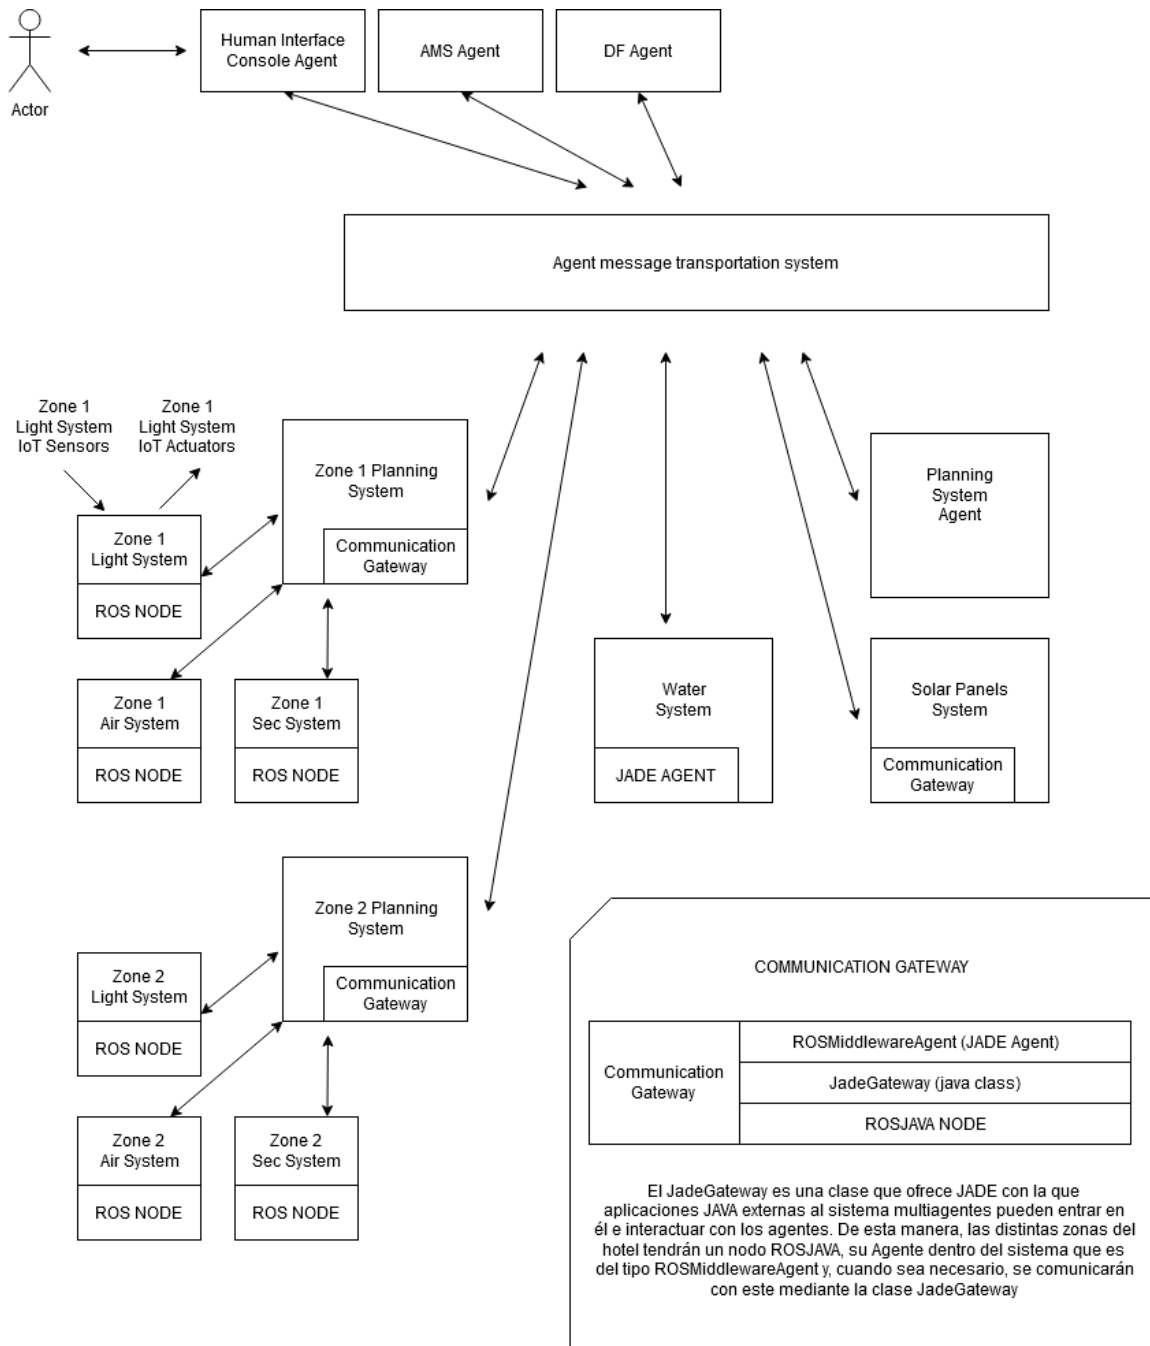 Human Interface
Console Agent
AMS Agent
DF Agent
Actor
Agent message transportation system
Zone 1
Light System
IoT Sensors
Zone 1
Light System
IoT Actuators
Zone 1 Planning
System
Communication
Gateway
Planning
System
Agent
Zone 1
Light System
ROS NODE
Zone 1
Air System
ROS NODE
Zone 1
Sec System
ROS NODE
Water
System
JADE AGENT
Solar Panels
System
Communication
Gateway
Zone 2 Planning
System
Communication
Gateway
Zone 2
Light System
ROS NODE
Zone 2
Air System
ROS NODE
Zone 2
Sec System
ROS NODE
COMMUNICATION GATEWAY
Communication
Gateway
ROSMiddlewareAgent (JADE Agent)
JadeGateway (java class)
ROSJAVA NODE
El JadeGateway es una clase que ofrece JADE con la que
aplicaciones JAVA externas al sistema multiagentes pueden entrar en
él e interactuar con los agentes. De esta manera, las distintas zonas del
hotel tendrán un nodo ROSJAVA, su Agente dentro del sistema que es
del tipo ROSMiddlewareAgent y, cuando sea necesario, se comunicarán
con este mediante la clase JadeGateway